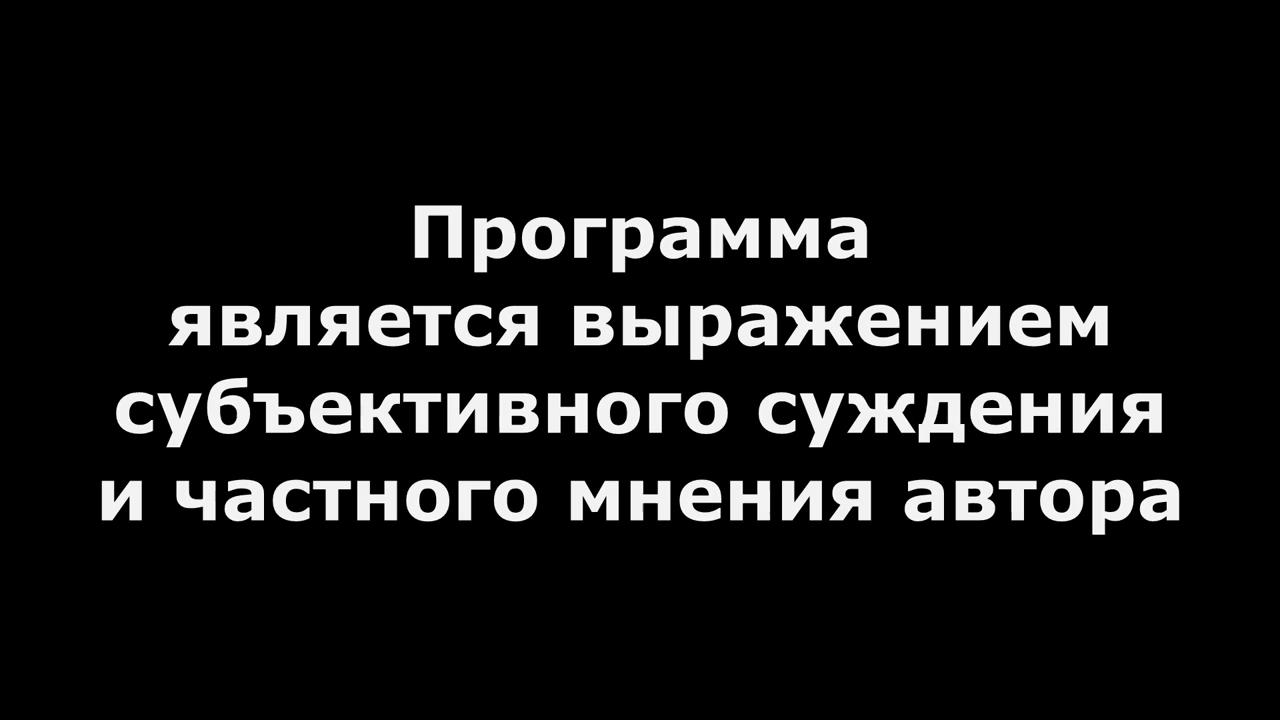 Программа
является выражением
субъективного суждения
и частного мнения автора